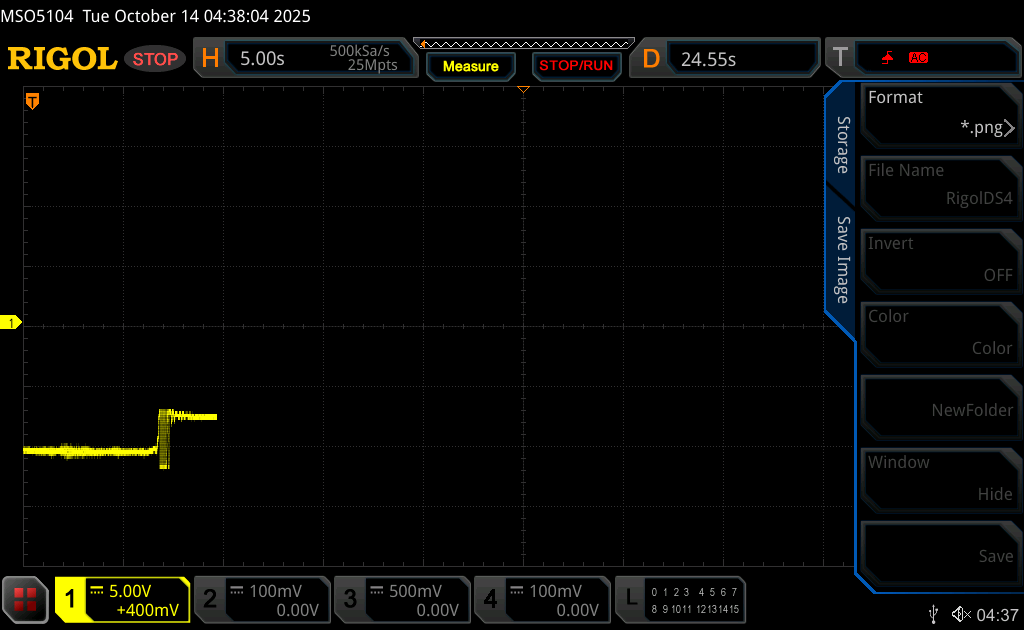 MSO5104 Tue October 14 04:38:04 2025
RIGOL STOP H 5.00s 500kSa/s 25Mpts Measure STOP/RUN D 24.55s T AC
T
Storage
Save Image
Format
*.png
File Name
RigolDS4
Invert
OFF
Color
Color
NewFolder
Window
Hide
Save
1
1 5.00V +400mV
2 100mV 0.00V
3 500mV 0.00V
4 100mV 0.00V
L 0 1 2 3 4 5 6 7
8 9 10 11 12 13 14 15
04:37